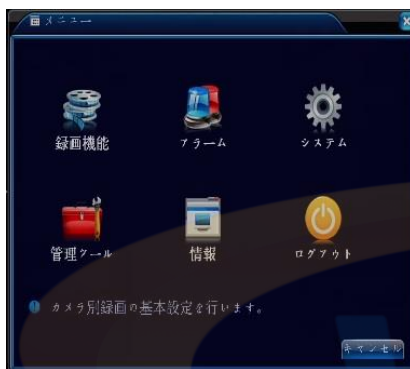 メニュー
録画機能
アラーム
システム
管理ツール
情報
ログアウト
カメラ別録画の基本設定を行います。
キャンセル